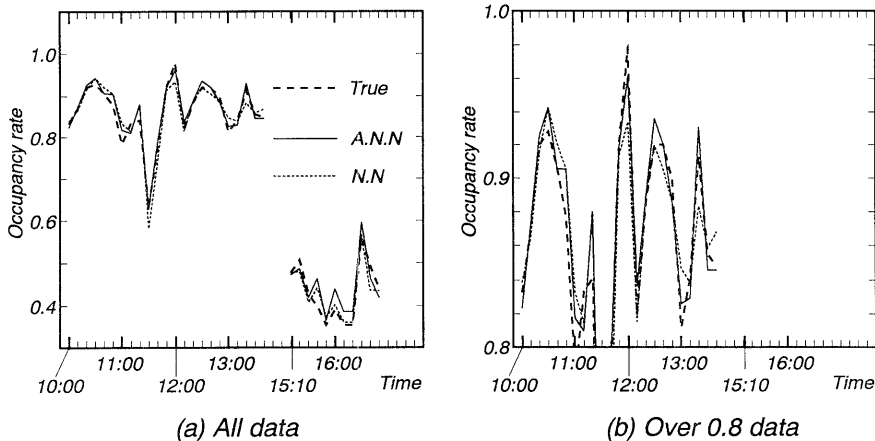 Occupancy rate
1.0
0.8
0.6
0.4
True
A.N.N
N.N
10:00
11:00
12:00
13:00
15:10
16:00
Time
(a) All data
Occupancy rate
1.0
0.9
0.8
10:00
11:00
12:00
13:00
15:10
16:00
Time
(b) Over 0.8 data